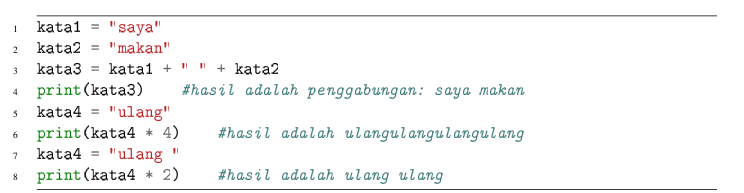 1 kata1 = "saya"
2 kata2 = "makan"
3 kata3 = kata1 + " " + kata2
4 print(kata3) #hasil adalah penggabungan: saya makan
5 kata4 = "ulang"
6 print(kata4 * 4) #hasil adalah ulangulangulangulang
7 kata4 = "ulang "
8 print(kata4 * 2) #hasil adalah ulang ulang